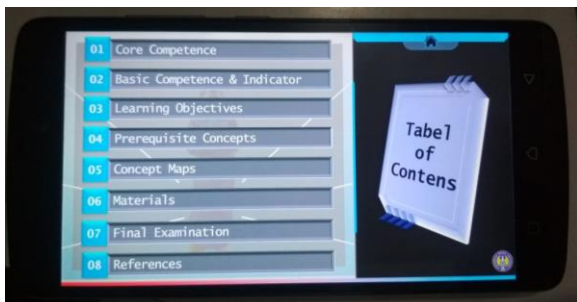 01 Core Competence
02 Basic Competence & Indicator
03 Learning Objectives
04 Prerequisite Concepts
05 Concept Maps
06 Materials
07 Final Examination
08 References
Tabel
of
Contens